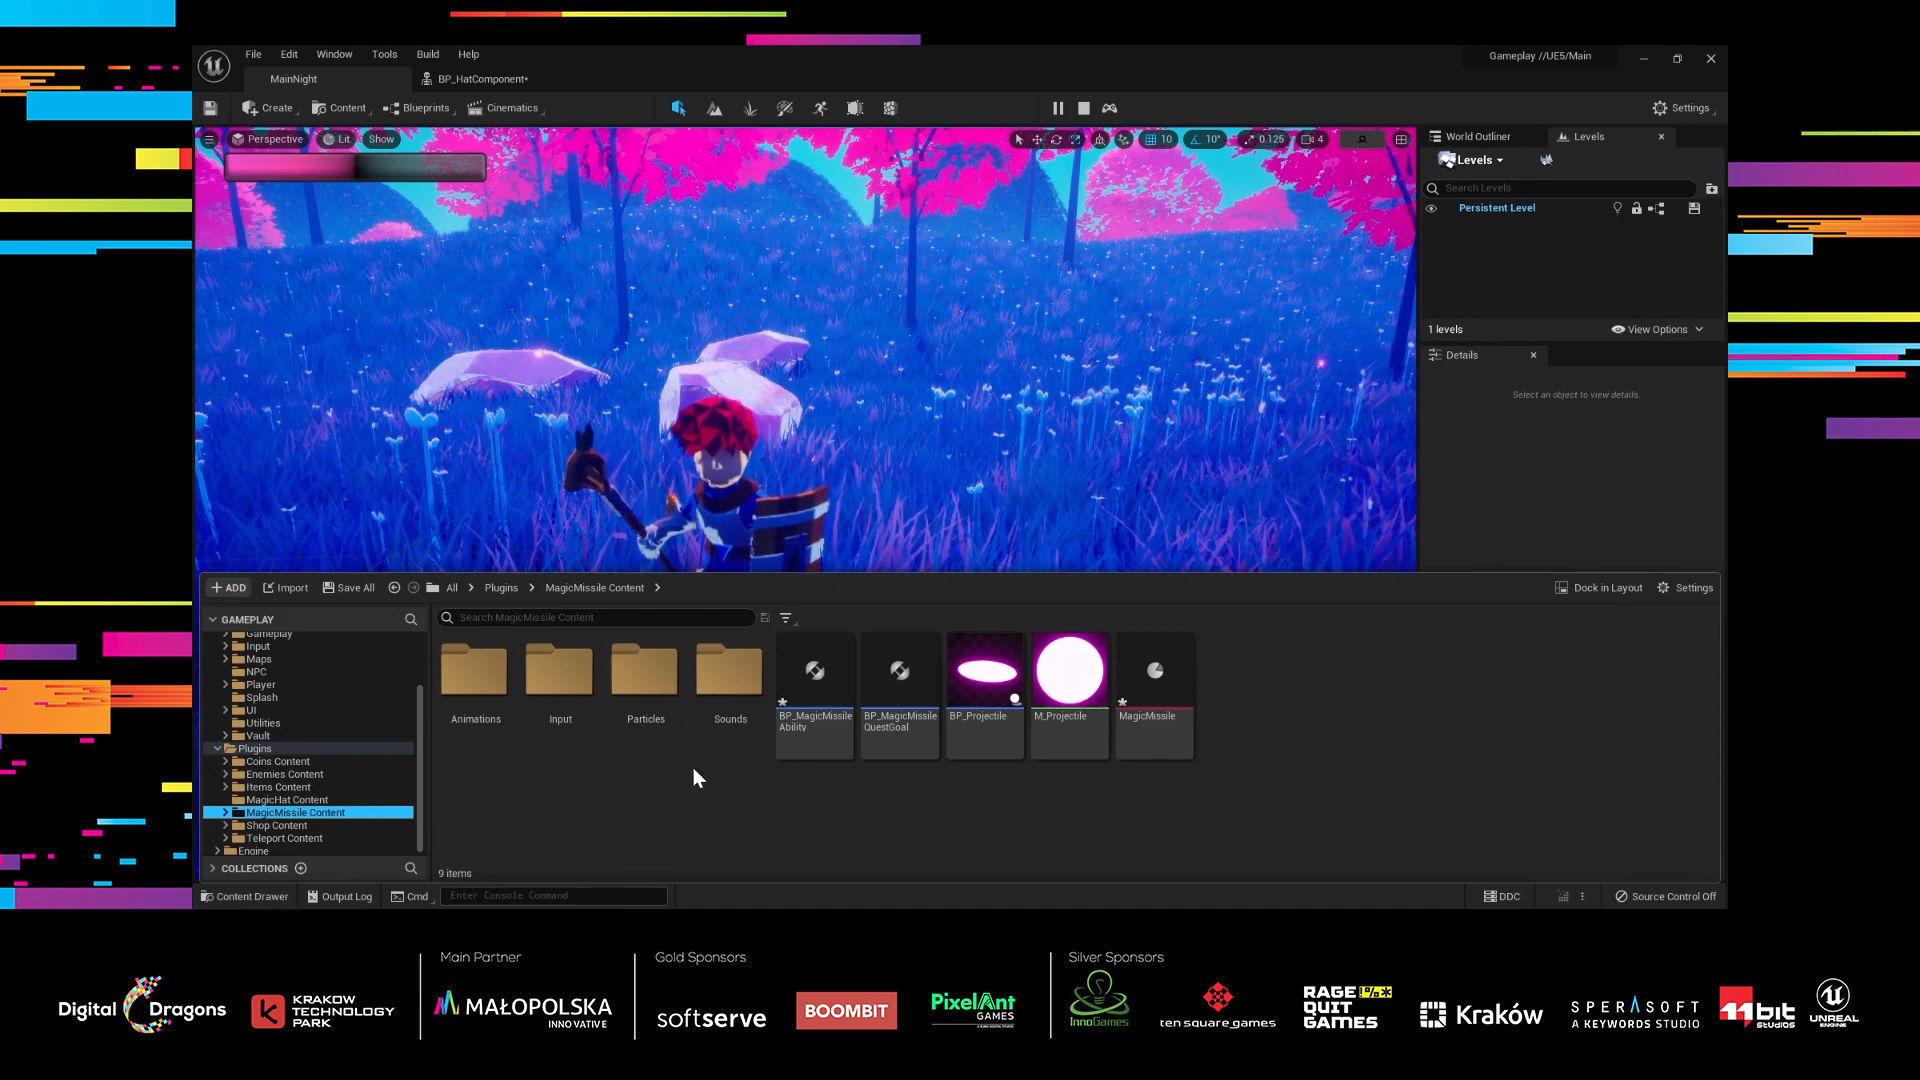 File Edit Window Tools Build Help
Gameplay //UE5/Main
MainNight
BP_HatComponent•
Create
Content
Blueprints
Cinematics
Settings
Perspective
Lit
Show
10
10°
0.125
4
World Outliner
Levels
Levels
Search Levels
Persistent Level
1 levels
View Options
Details
Select an object to view details.
ADD
Import
Save All
All
Plugins
MagicMissile Content
Dock in Layout
Settings
GAMEPLAY
Search MagicMissile Content
Gameplay
Input
Maps
NPC
Player
Splash
UI
Utilities
Vault
Plugins
Coins Content
Enemies Content
Items Content
MagicHat Content
MagicMissile Content
Shop Content
Teleport Content
Engine
COLLECTIONS
Animations
Input
Particles
Sounds
BP_MagicMissile
Ability
BP_MagicMissile
QuestGoal
BP_Projectile
M_Projectile
MagicMissile
9 items
Content Drawer
Output Log
Cmd
Enter Console Command
DDC
Source Control Off
Main Partner
Gold Sponsors
Silver Sponsors
Digital Dragons
KRAKOW
TECHNOLOGY
PARK
MAŁOPOLSKA
INNOVATIVE
softserve
BOOMBIT
PixelAnt
GAMES
InnoGames
ten square games
RAGE !%*
QUIT
GAMES
Kraków
SPERASOFT
A KEYWORDS STUDIO
11bit
STUDIOS
UNREAL
ENGINE